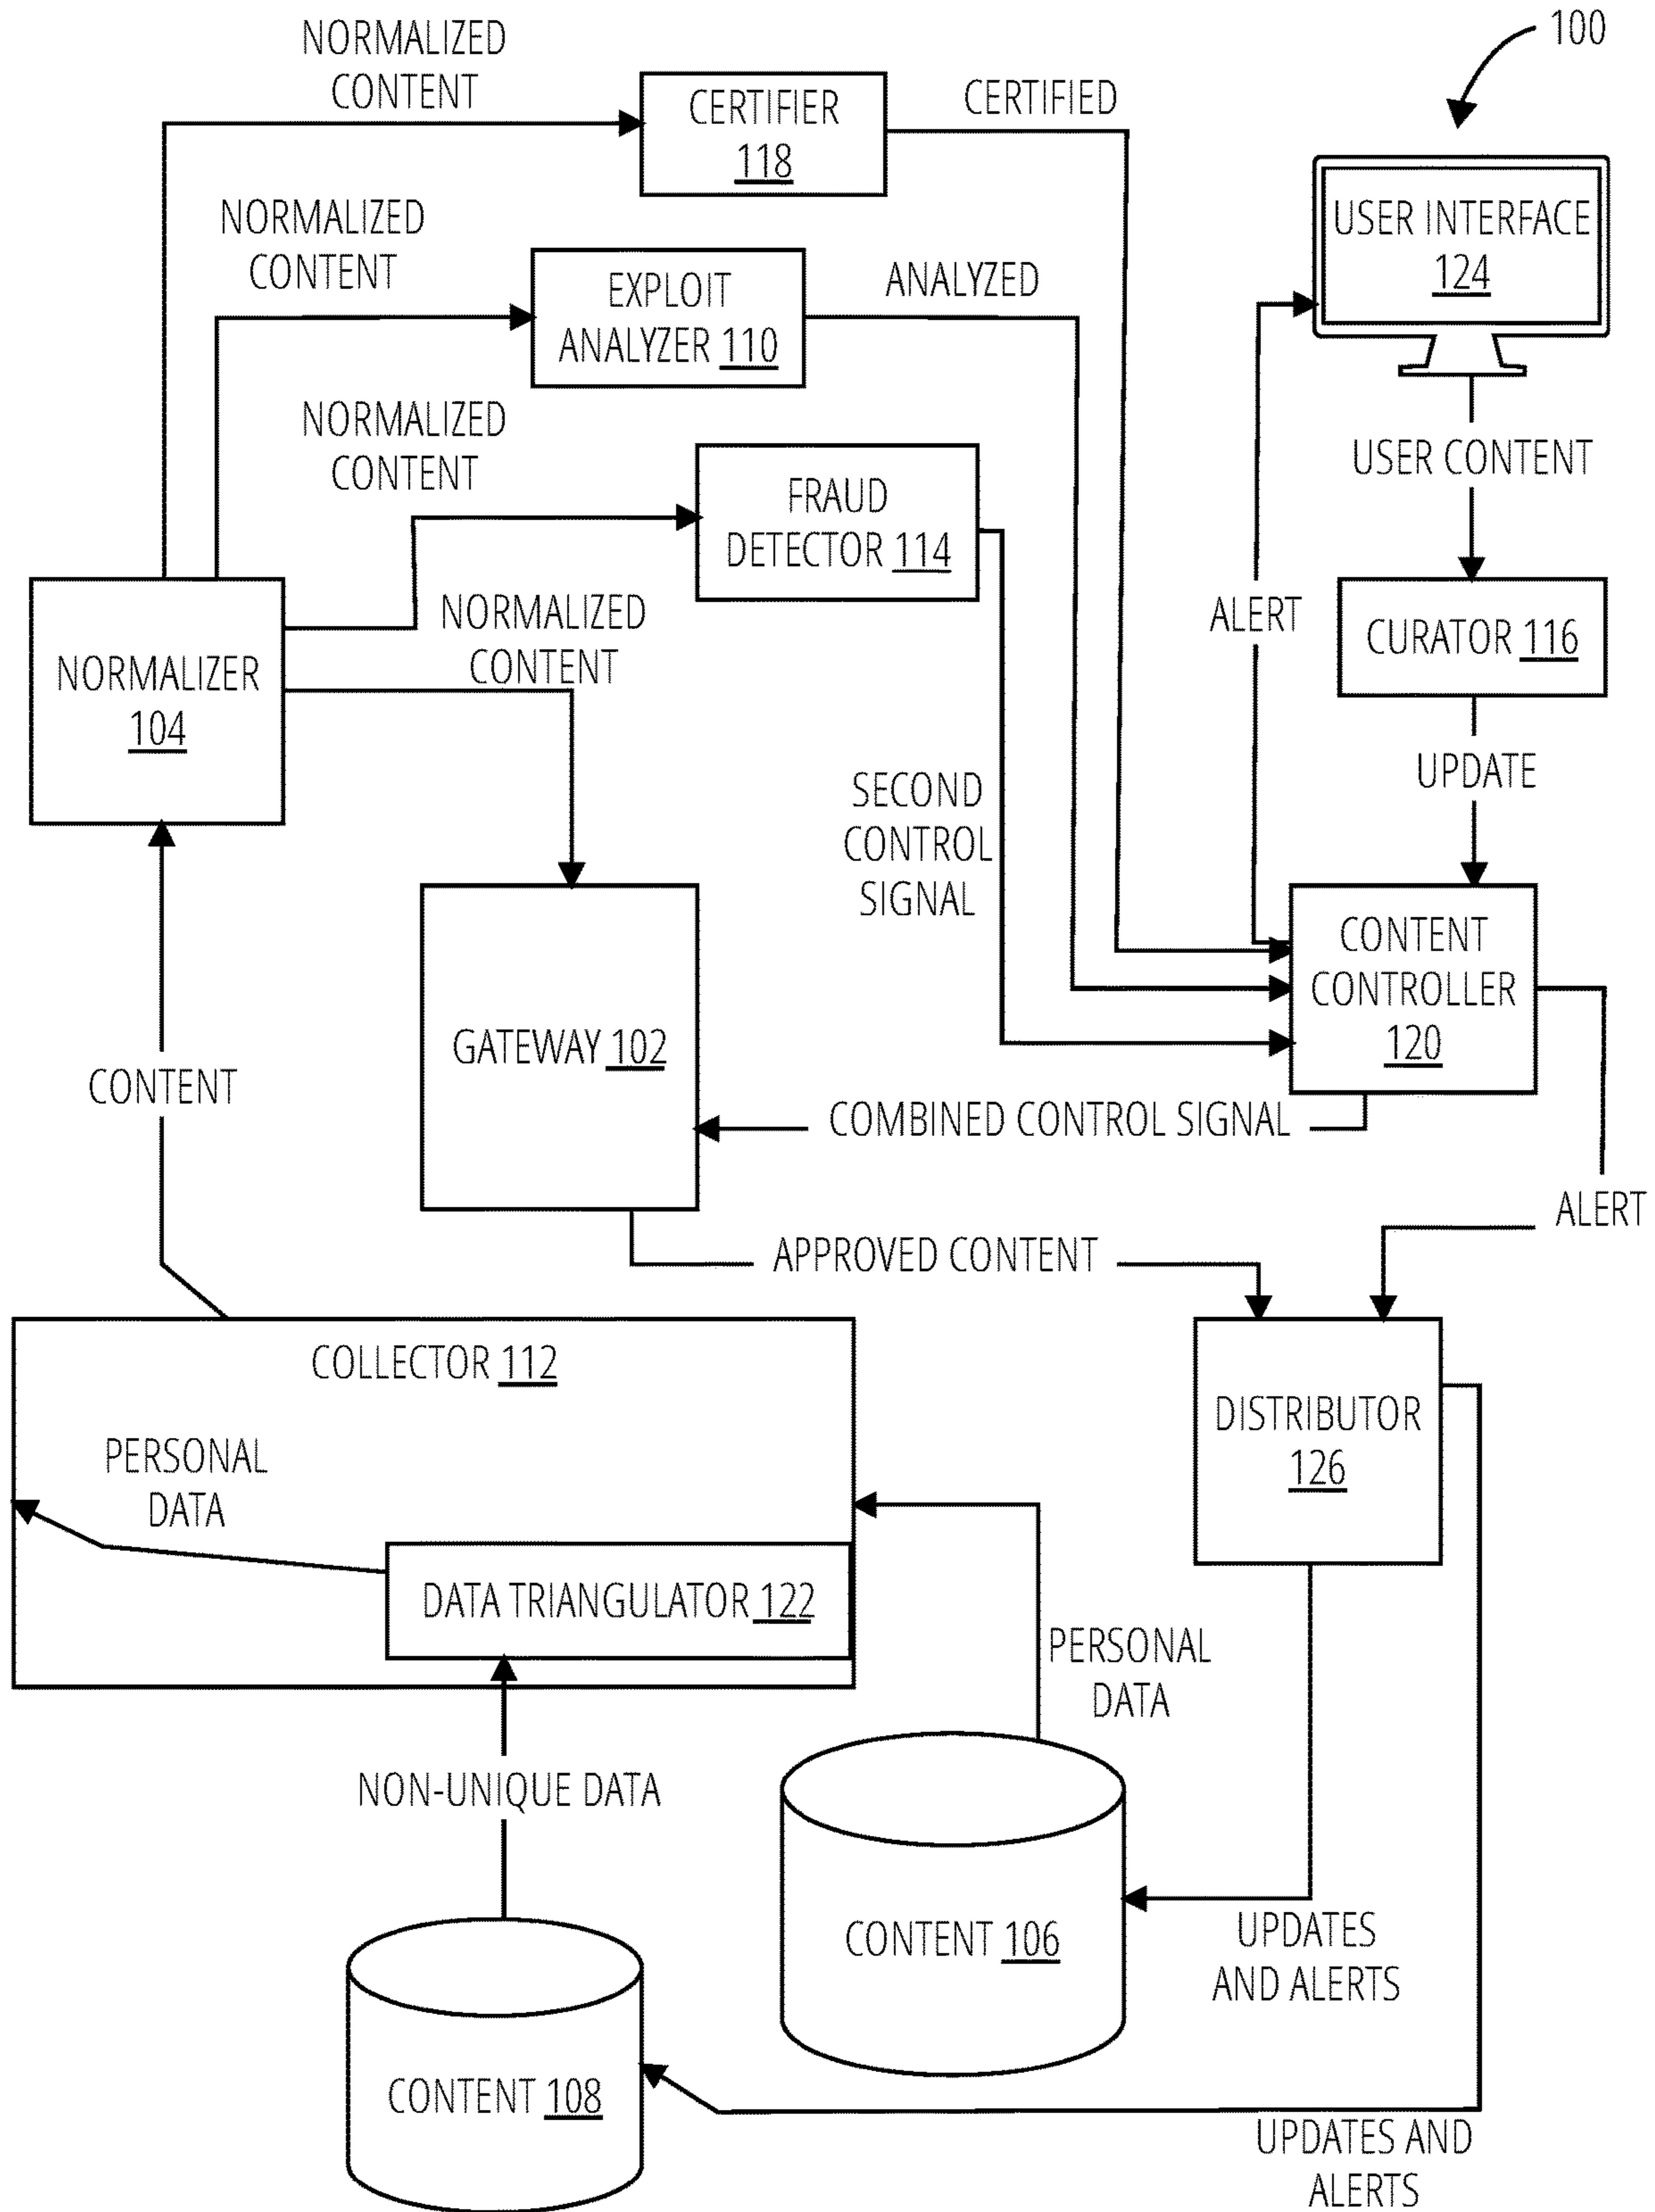 100
NORMALIZED
CONTENT
CERTIFIER
118
CERTIFIED
USER INTERFACE
124
NORMALIZED
CONTENT
EXPLOIT
ANALYZER 110
ANALYZED
NORMALIZED
CONTENT
FRAUD
DETECTOR 114
USER CONTENT
NORMALIZED
CONTENT
ALERT
CURATOR 116
NORMALIZER
104
UPDATE
SECOND
CONTROL
SIGNAL
CONTENT
CONTROLLER
120
GATEWAY 102
CONTENT
COMBINED CONTROL SIGNAL
ALERT
APPROVED CONTENT
COLLECTOR 112
DISTRIBUTOR
126
PERSONAL
DATA
DATA TRIANGULATOR 122
PERSONAL
DATA
NON-UNIQUE DATA
CONTENT 106
UPDATES
AND ALERTS
CONTENT 108
UPDATES AND
ALERTS